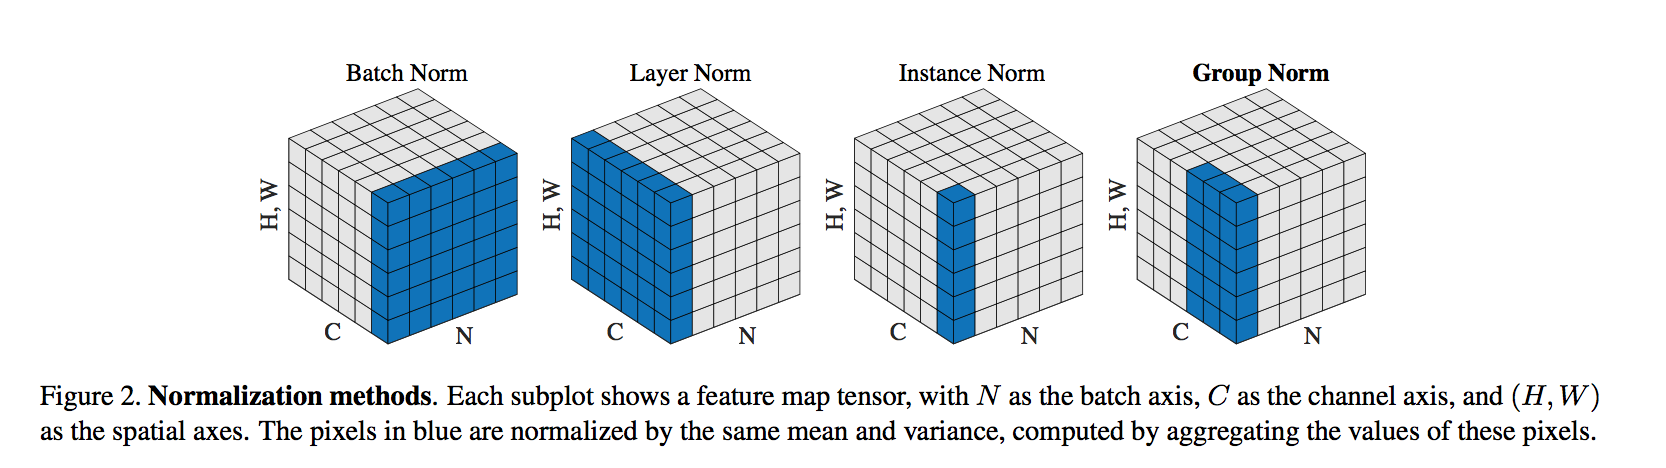 Batch Norm
Layer Norm
Instance Norm
Group Norm
H, W
C
N
H, W
C
N
H, W
C
N
H, W
C
N
Figure 2. Normalization methods. Each subplot shows a feature map tensor, with N as the batch axis, C as the channel axis, and (H, W)
as the spatial axes. The pixels in blue are normalized by the same mean and variance, computed by aggregating the values of these pixels.